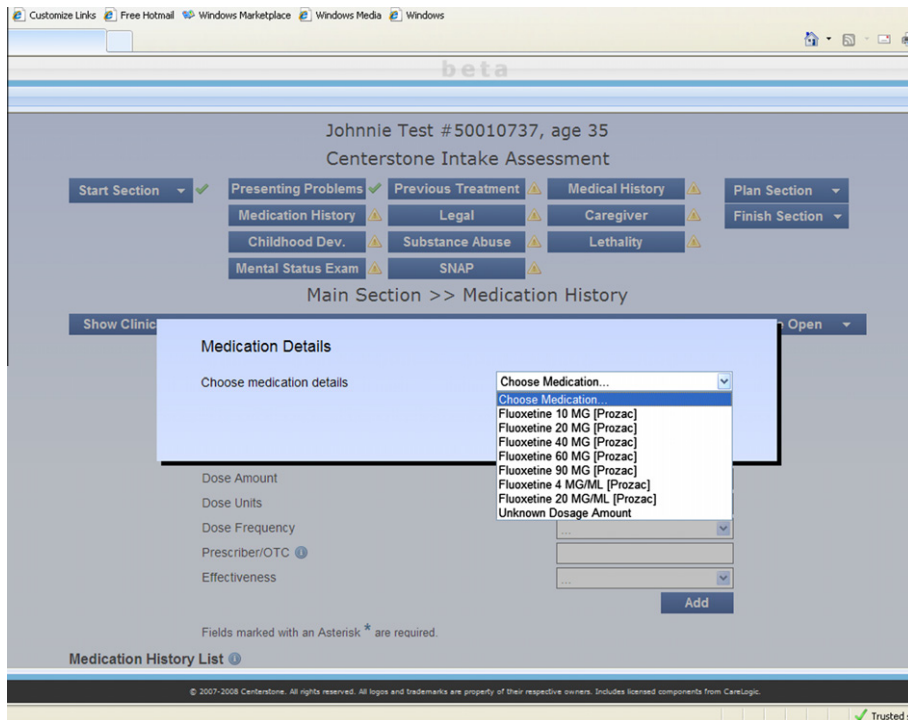 Customize Links Free Hotmail Windows Marketplace Windows Media Windows
beta
Johnnie Test #50010737, age 35
Centerstone Intake Assessment
Start Section Presenting Problems Previous Treatment Medical History Plan Section
Medication History Legal Caregiver Finish Section
Childhood Dev. Substance Abuse Lethality
Mental Status Exam SNAP
Main Section >> Medication History
Show Clinic Open
Medication Details
Choose medication details Choose Medication...
Choose Medication...
Fluoxetine 10 MG [Prozac]
Fluoxetine 20 MG [Prozac]
Fluoxetine 40 MG [Prozac]
Fluoxetine 60 MG [Prozac]
Fluoxetine 90 MG [Prozac]
Fluoxetine 4 MG/ML [Prozac]
Fluoxetine 20 MG/ML [Prozac]
Unknown Dosage Amount
Dose Amount
Dose Units
Dose Frequency ...
Prescriber/OTC
Effectiveness ...
Add
Fields marked with an Asterisk * are required.
Medication History List
© 2007-2008 Centerstone. All rights reserved. All logos and trademarks are property of their respective owners. Includes licensed components from CareLogic.
Trusted